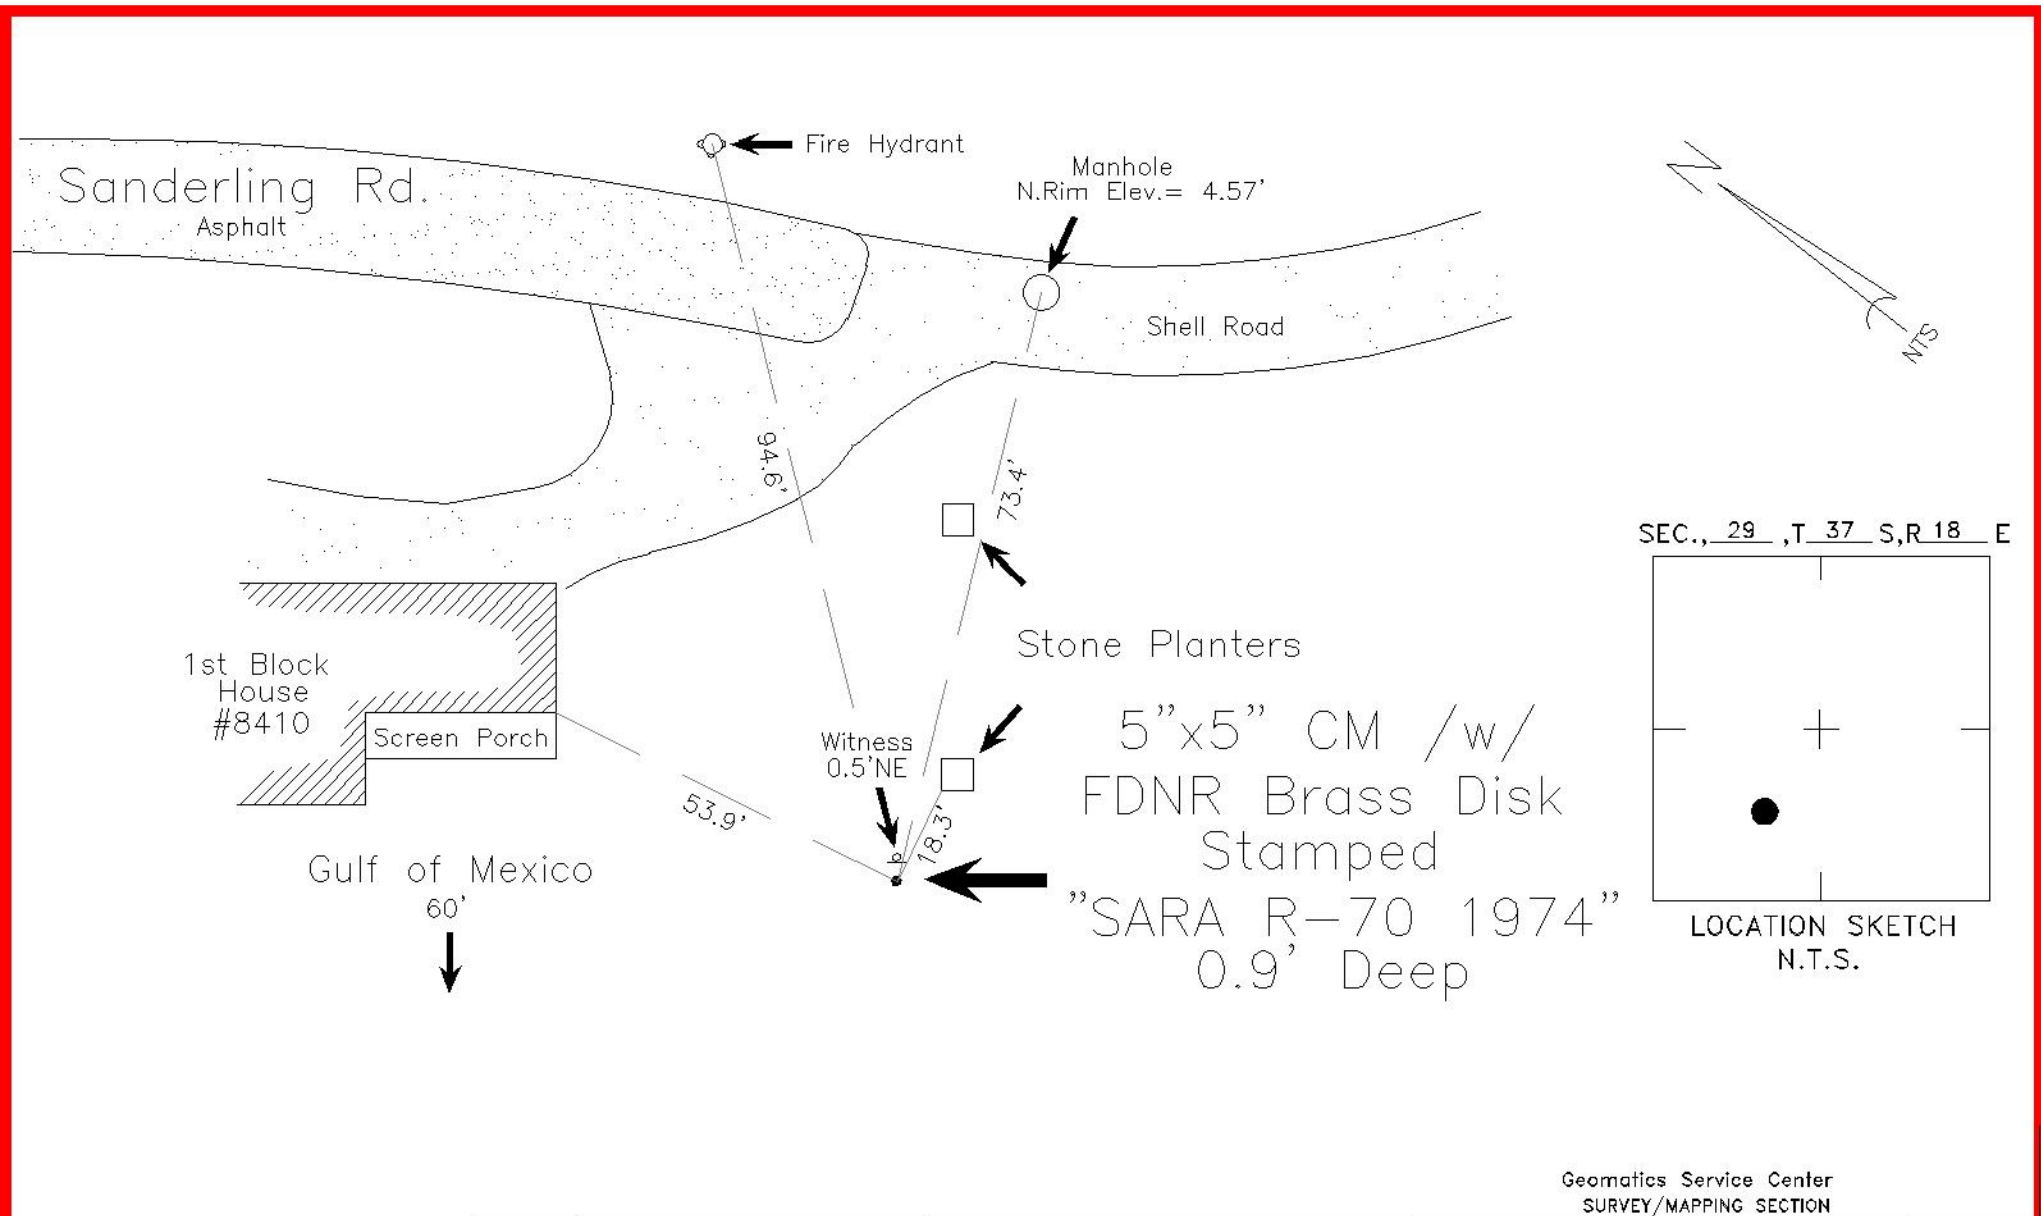 Fire Hydrant
Manhole
N.Rim Elev.= 4.57'
Sanderling Rd.
Asphalt
Shell Road
N
NTS
94.6'
73.4'
SEC., 29 ,T 37 S,R 18 E
Stone Planters
1st Block
House
#8410
Screen Porch
Witness
0.5'NE
53.9'
18.3'
5"x5" CM /w/
FDNR Brass Disk
Stamped
"SARA R-70 1974"
0.9' Deep
Gulf of Mexico
60'
LOCATION SKETCH
N.T.S.
Geomatics Service Center
SURVEY/MAPPING SECTION